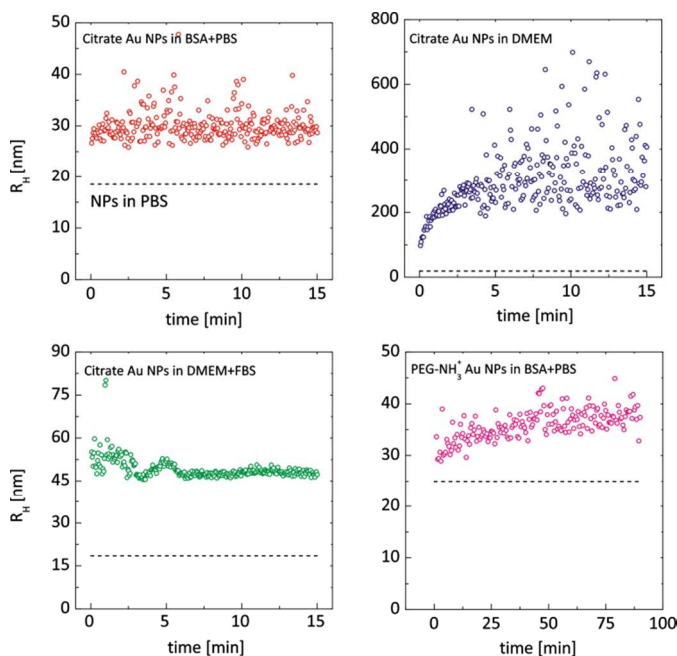 Citrate Au NPs in BSA+PBS
50
40
30
20
10
0
R_H [nm]
NPs in PBS
0 5 10 15
time [min]
Citrate Au NPs in DMEM
800
600
400
200
0
0 5 10 15
time [min]
Citrate Au NPs in DMEM+FBS
90
75
60
45
30
15
0
R_H [nm]
0 5 10 15
time [min]
PEG-NH₃⁺ Au NPs in BSA+PBS
50
40
30
20
10
0
0 25 50 75 100
time [min]